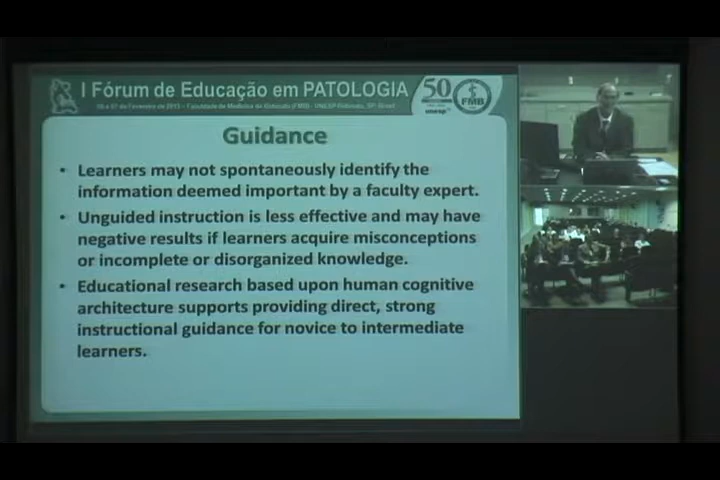 I Fórum de Educação em PATOLOGIA
50
FMB
Guidance
• Learners may not spontaneously identify the
information deemed important by a faculty expert.
• Unguided instruction is less effective and may have
negative results if learners acquire misconceptions
or incomplete or disorganized knowledge.
• Educational research based upon human cognitive
architecture supports providing direct, strong
instructional guidance for novice to intermediate
learners.